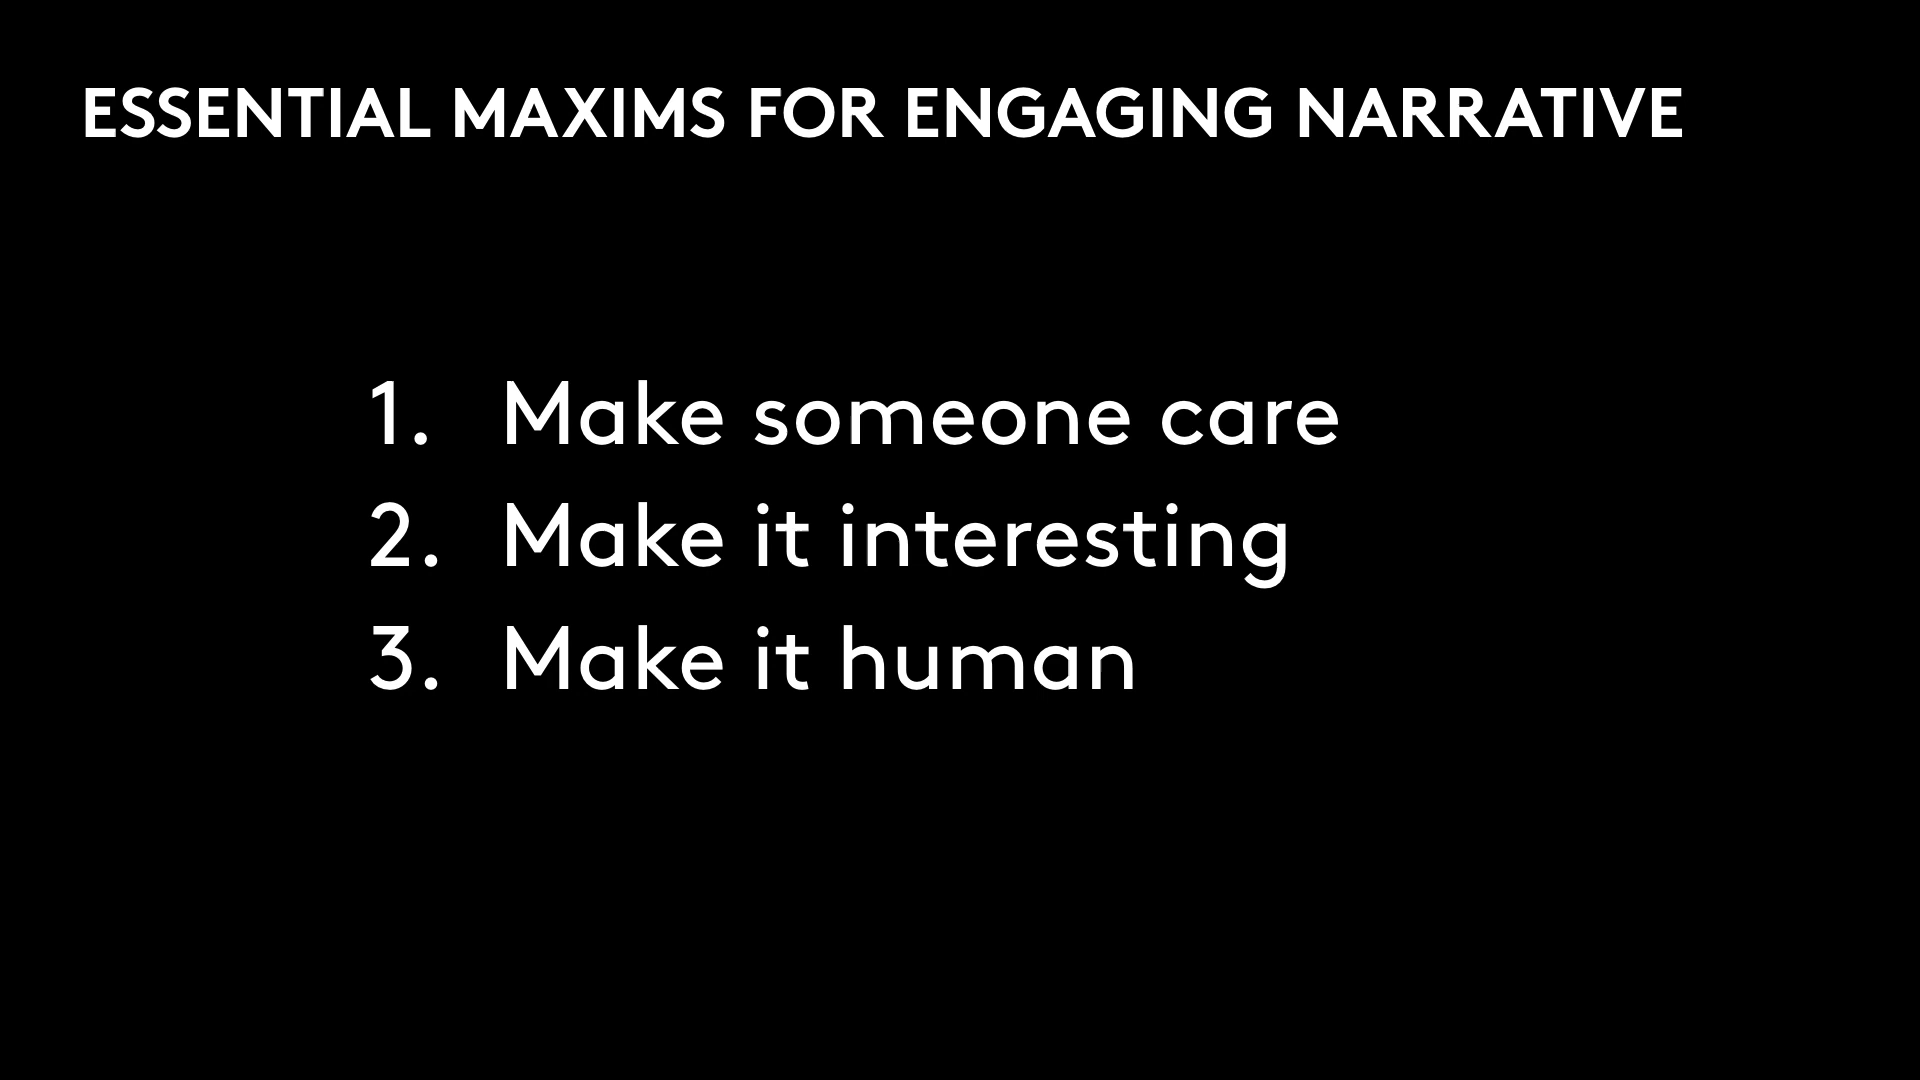 ESSENTIAL MAXIMS FOR ENGAGING NARRATIVE
1. Make someone care
2. Make it interesting
3. Make it human